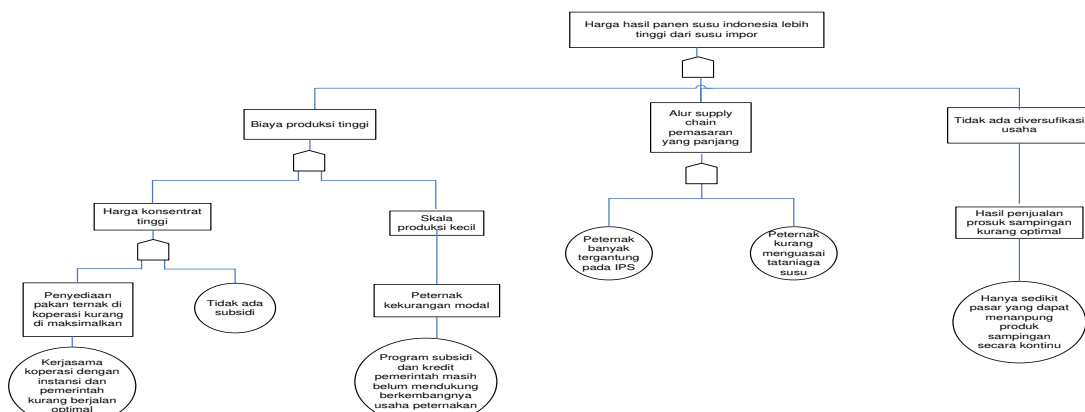 Harga hasil panen susu indonesia lebih
tinggi dari susu impor
Biaya produksi tinggi
Alur supply
chain
pemasaran
yang panjang
Tidak ada diversufikasi
usaha
Harga konsentrat
tinggi
Skala
produksi kecil
Peternak
banyak
tergantung
pada IPS
Peternak
kurang
menguasai
tataniaga
susu
Hasil penjualan
prosuk sampingan
kurang optimal
Penyediaan
pakan ternak di
koperasi kurang
di maksimalkan
Tidak ada
subsidi
Peternak
kekurangan modal
Hanya sedikit
pasar yang dapat
menanpung
produk
sampingan
secara kontinu
Kerjasama
koperasi dengan
instansi dan
pemerintah
kurang berjalan
optimal
Program subsidi
dan kredit
pemerintah masih
belum mendukung
berkembangnya
usaha peternakan